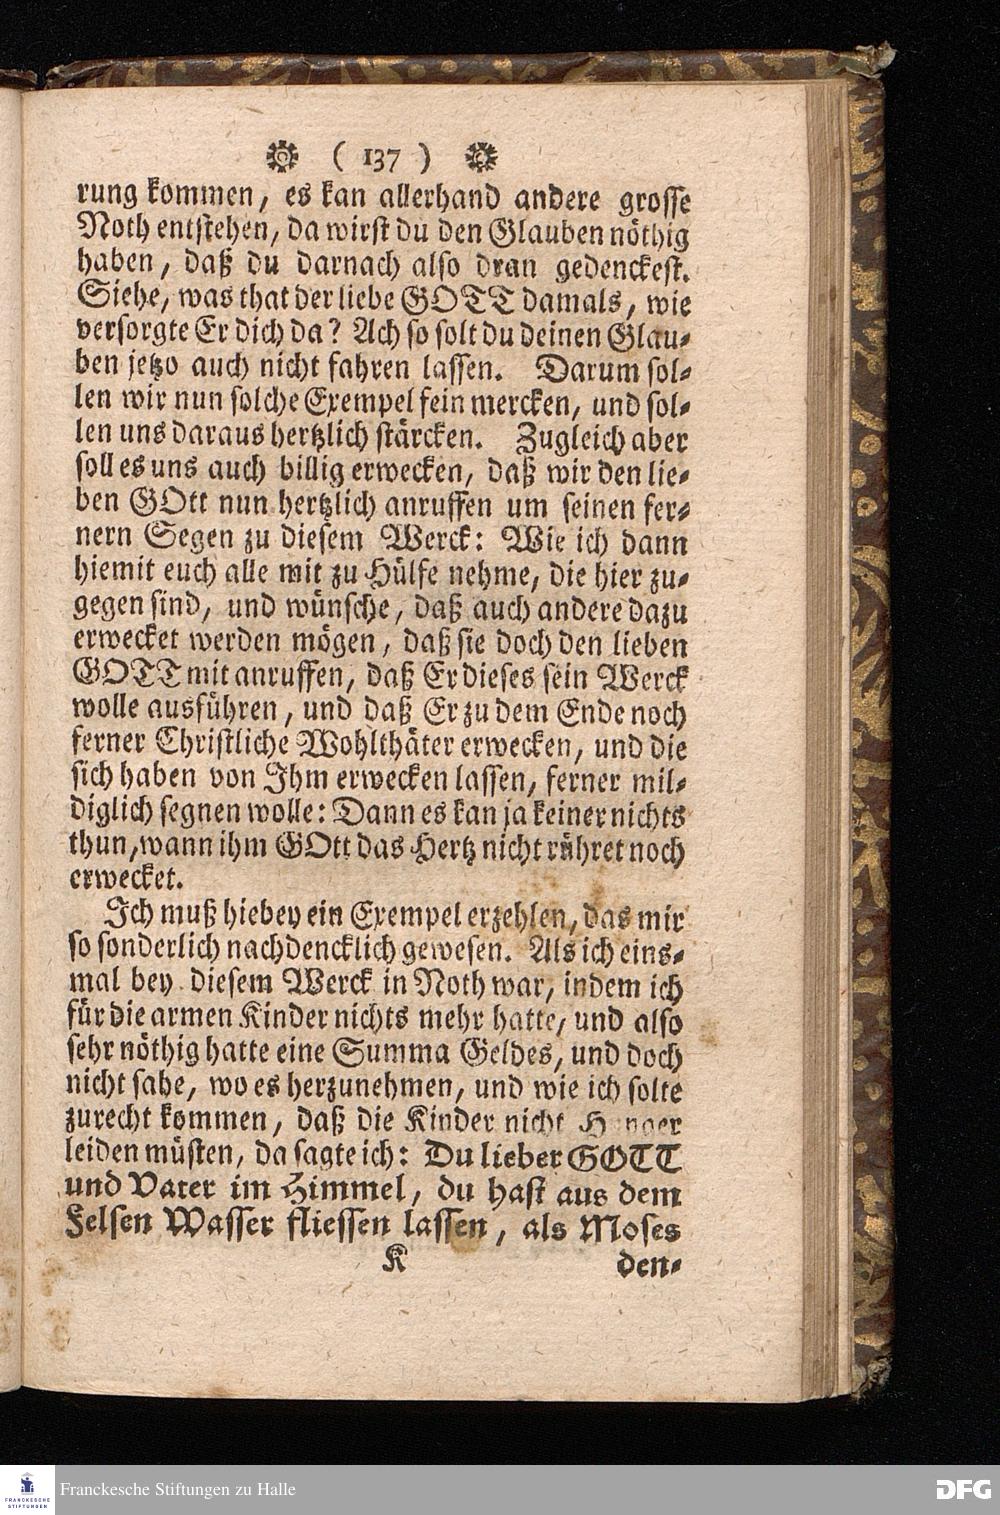 ( 137 )
rung kommen, es kan allerhand andere grosse
Noth entstehen, da wirst du den Glauben nöthig
haben, daß du darnach also dran gedenckest.
Siehe, was that der liebe GOTT damals, wie
versorgte Er dich da? Ach so solt du deinen Glau-
ben jetzo auch nicht fahren lassen. Darum sol-
len wir nun solche Exempel fein mercken, und sol-
len uns daraus hertzlich stärcken. Zugleich aber
soll es uns auch billig erwecken, daß wir den lie-
ben GOtt nun hertzlich anruffen um seinen fer-
nern Segen zu diesem Werck: Wie ich dann
hiemit euch alle mit zu Hülfe nehme, die hier zu-
gegen sind, und wünsche, daß auch andere dazu
erwecket werden mögen, daß sie doch den lieben
GOTT mit anruffen, daß Er dieses sein Werck
wolle ausführen, und daß Er zu dem Ende noch
ferner Christliche Wohlthäter erwecken, und die
sich haben von Ihm erwecken lassen, ferner mil-
diglich segnen wolle: Dann es kan ja keiner nichts
thun, wann ihm GOtt das Hertz nicht rühret noch
erwecket.
Ich muß hiebey ein Exempel erzehlen, das mir
so sonderlich nachdencklich gewesen. Als ich eins-
mal bey diesem Werck in Noth war, indem ich
für die armen Kinder nichts mehr hatte, und also
sehr nöthig hatte eine Summa Geldes, und doch
nicht sahe, wo es herzunehmen, und wie ich solte
zurecht kommen, daß die Kinder nicht Hunger
leiden müsten, da sagte ich: Du lieber GOTT
und Vater im Himmel, du hast aus dem
Felsen Wasser fliessen lassen, als Moses
K den-
FRANCKESCHE STIFTUNGEN
Franckesche Stiftungen zu Halle
DFG